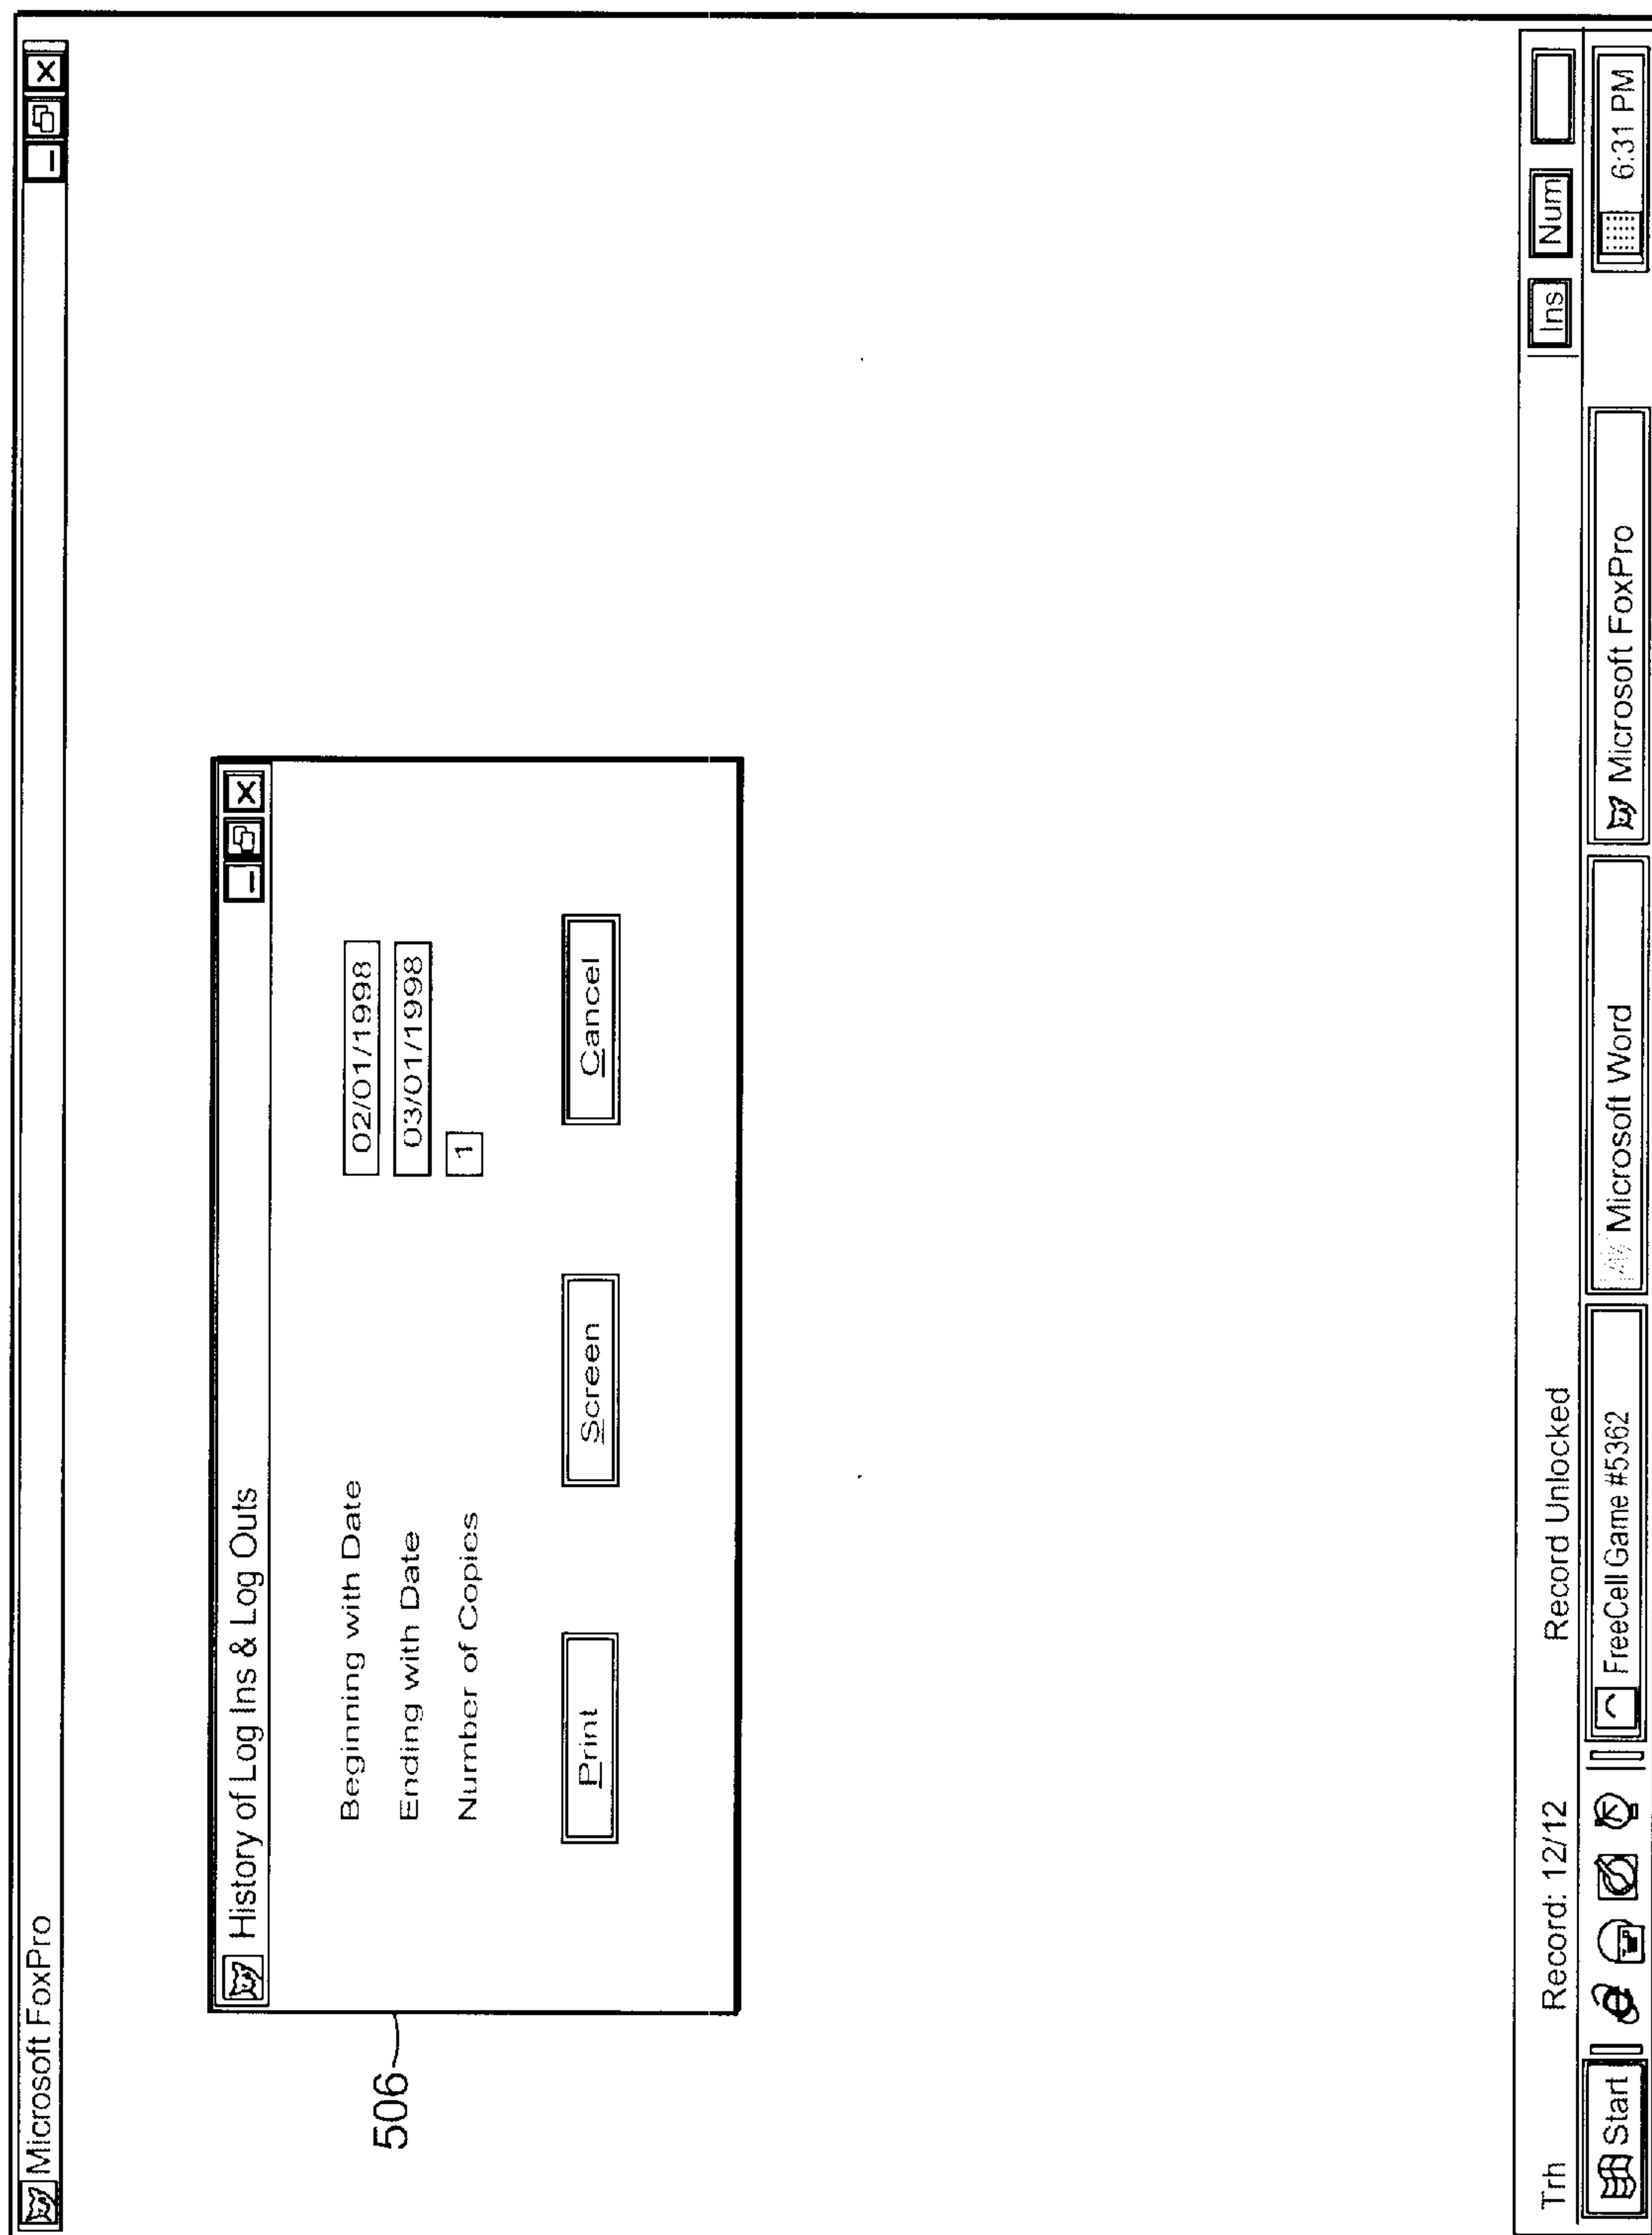 Microsoft FoxPro
History of Log Ins & Log Outs
Beginning with Date 02/01/1998
Ending with Date 03/01/1998
Number of Copies 1
Print Screen Cancel
506
Trh Record: 12/12 Record Unlocked Ins Num
Start FreeCell Game #5362 Microsoft Word Microsoft FoxPro 6:31 PM